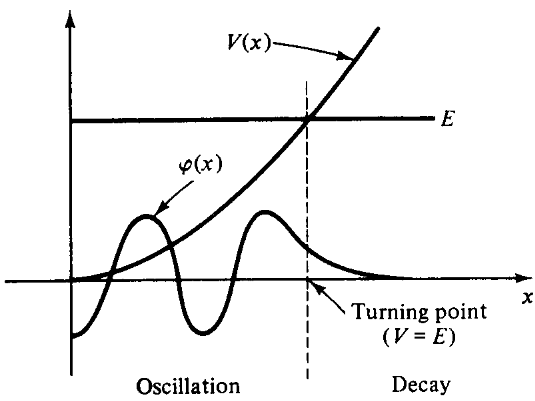 V(x)
E
φ(x)
x
Turning point
(V = E)
Oscillation
Decay